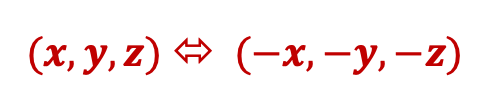 (x, y, z) ⇔ (−x, −y, −z)